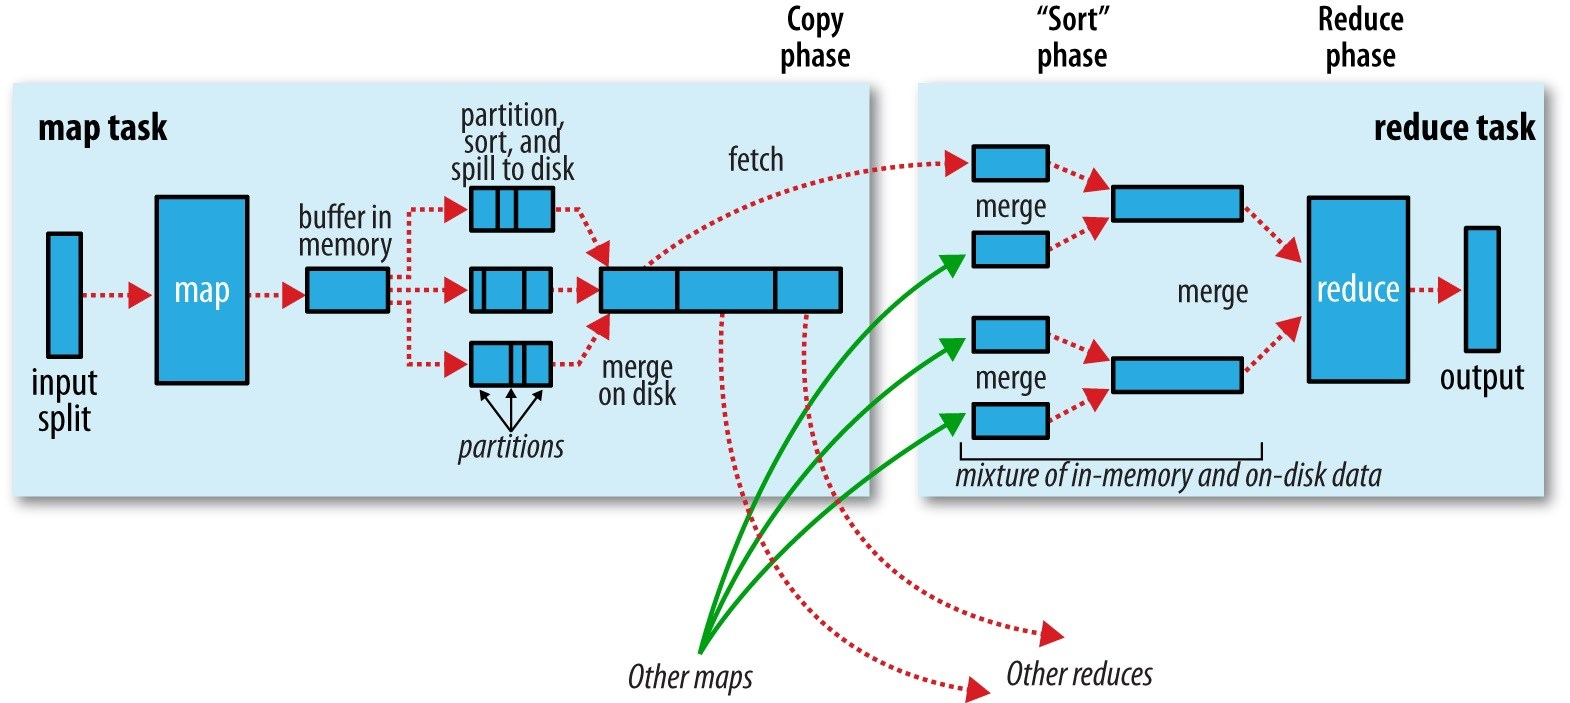 Copy
phase
“Sort”
phase
Reduce
phase
map task
partition,
sort, and
spill to disk
fetch
buffer in
memory
map
input
split
merge
on disk
partitions
reduce task
merge
merge
merge
reduce
output
mixture of in-memory and on-disk data
Other maps
Other reduces